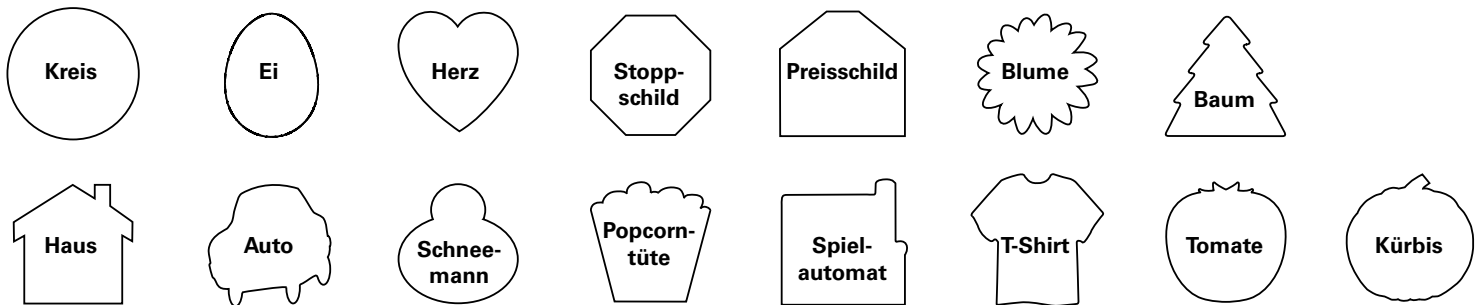 Kreis
Ei
Herz
Stopp-
schild
Preisschild
Blume
Baum
Haus
Auto
Schnee-
mann
Popcorn-
tüte
Spiel-
automat
T-Shirt
Tomate
Kürbis